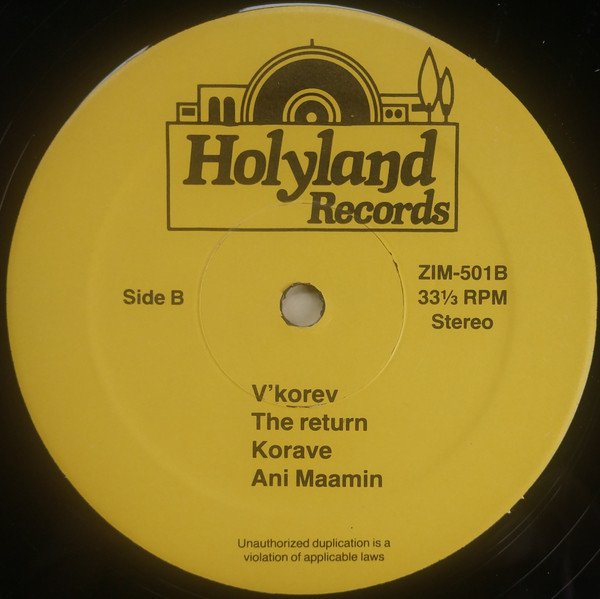 Holyland
Records
Side B
ZIM-501B
33⅓ RPM
Stereo
V'korev
The return
Korave
Ani Maamin
Unauthorized duplication is a
violation of applicable laws